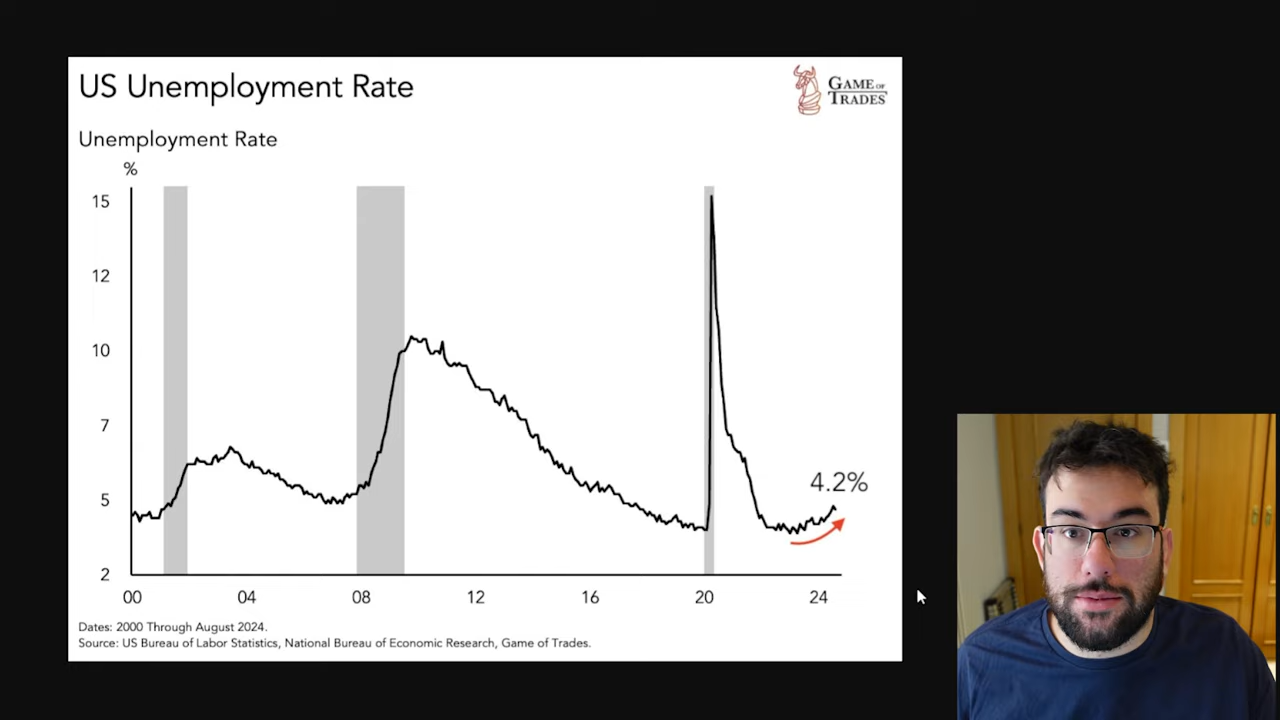 US Unemployment Rate
GAME OF
TRADES
Unemployment Rate
%
15
12
10
7
5
2
4.2%
00 04 08 12 16 20 24
Dates: 2000 Through August 2024.
Source: US Bureau of Labor Statistics, National Bureau of Economic Research, Game of Trades.